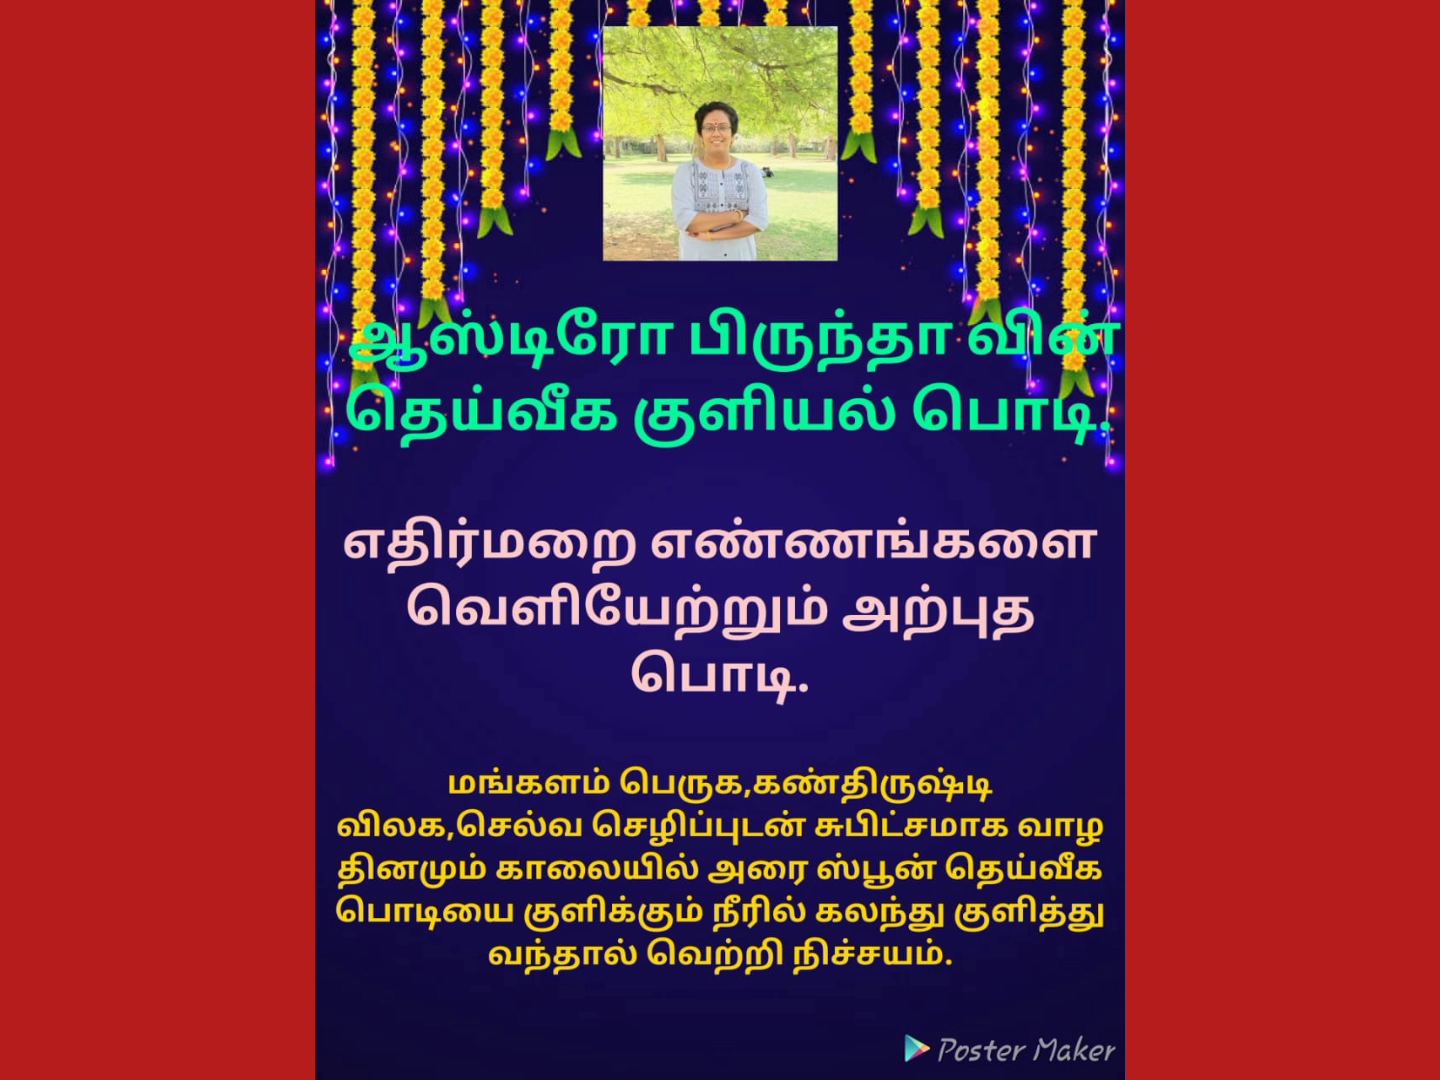 ஆஸ்டிரோ பிருந்தா வின்
தெய்வீக குளியல் பொடி.
எதிர்மறை எண்ணங்களை
வெளியேற்றும் அற்புத
பொடி.
மங்களம் பெருக,கண்திருஷ்டி
விலக,செல்வ செழிப்புடன் சுபிட்சமாக வாழ
தினமும் காலையில் அரை ஸ்பூன் தெய்வீக
பொடியை குளிக்கும் நீரில் கலந்து குளித்து
வந்தால் வெற்றி நிச்சயம்.
Poster Maker